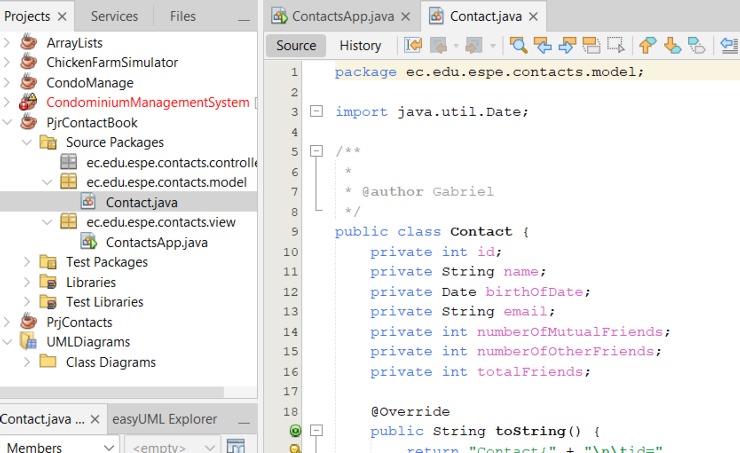 Projects Services Files
ArrayLists
ChickenFarmSimulator
CondoManage
CondominiumManagementSystem
PjrContactBook
Source Packages
ec.edu.espe.contacts.controlle
ec.edu.espe.contacts.model
Contact.java
ec.edu.espe.contacts.view
ContactsApp.java
Test Packages
Libraries
Test Libraries
PrjContacts
UMLDiagrams
Class Diagrams
Contact.java ... easyUML Explorer
Members <empty>
ContactsApp.java Contact.java
Source History
1 package ec.edu.espe.contacts.model;
2
3 import java.util.Date;
4
5 /**
6 *
7 * @author Gabriel
8 */
9 public class Contact {
10 private int id;
11 private String name;
12 private Date birthOfDate;
13 private String email;
14 private int numberOfMutualFriends;
15 private int numberOfOtherFriends;
16 private int totalFriends;
17
18 @Override
public String toString() {
return "Contact{" + "\n\tid="